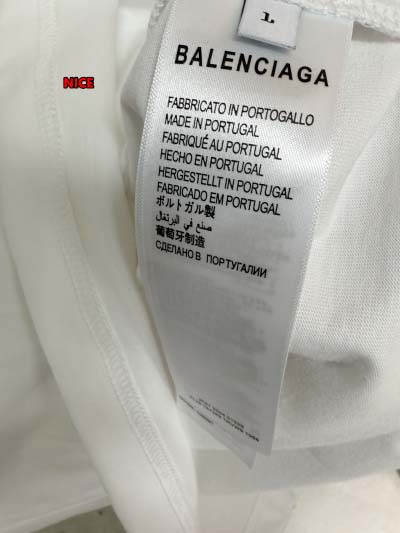 L
BALENCIAGA
NICE
FABBRICATO IN PORTOGALLO
MADE IN PORTUGAL
FABRIQUÉ AU PORTUGAL
HECHO EN PORTUGAL
HERGESTELLT IN PORTUGAL
FABRICADO EM PORTUGAL
ポルトガル製
صنع في البرتغال
葡萄牙制造
СДЕЛАНО В ПОРТУГАЛИИ